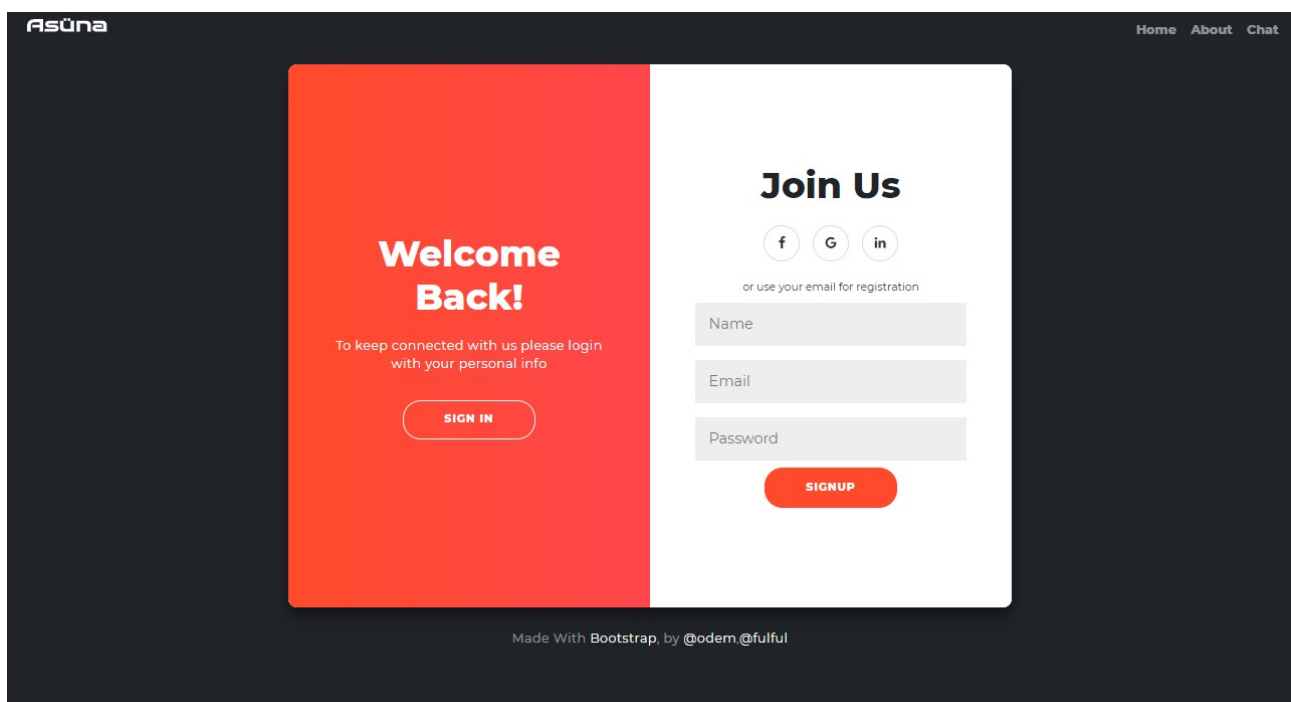 Asüna
Home About Chat
Welcome
Back!
To keep connected with us please login
with your personal info
SIGN IN
Join Us
f G in
or use your email for registration
Name
Email
Password
SIGNUP
Made With Bootstrap, by @odem,@fulful